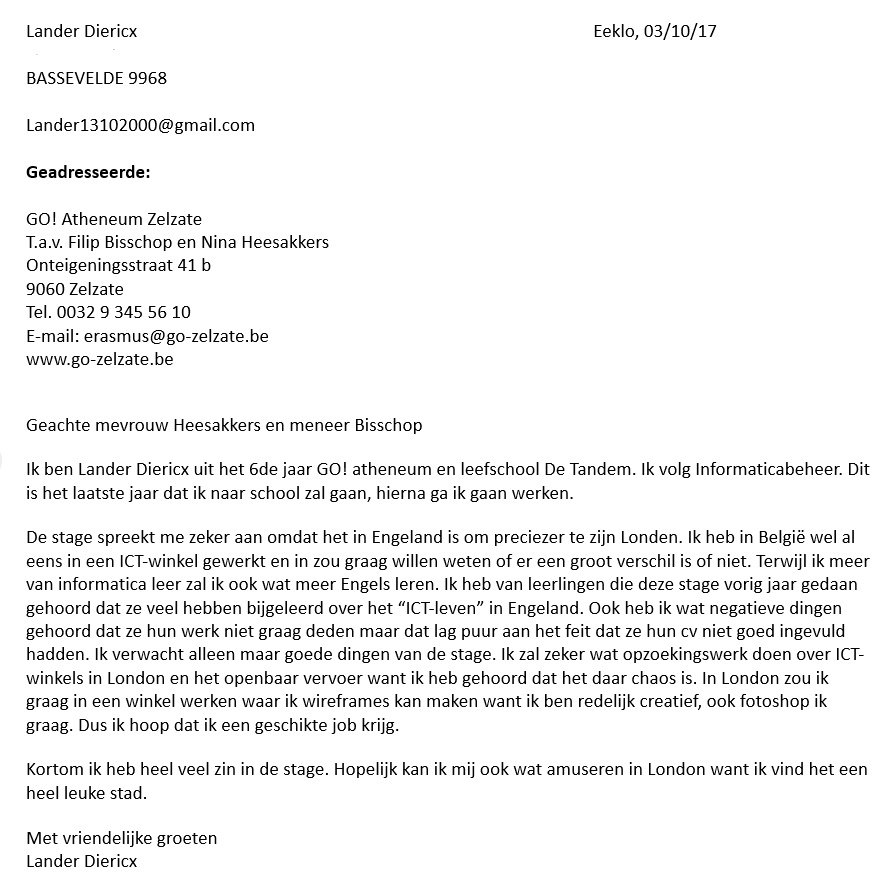 Lander Diericx Eeklo, 03/10/17
BASSEVELDE 9968
Lander13102000@gmail.com
Geadresseerde:
GO! Atheneum Zelzate
T.a.v. Filip Bisschop en Nina Heesakkers
Onteigeningsstraat 41 b
9060 Zelzate
Tel. 0032 9 345 56 10
E-mail: erasmus@go-zelzate.be
www.go-zelzate.be
Geachte mevrouw Heesakkers en meneer Bisschop
Ik ben Lander Diericx uit het 6de jaar GO! atheneum en leefschool De Tandem. Ik volg Informaticabeheer. Dit
is het laatste jaar dat ik naar school zal gaan, hierna ga ik gaan werken.
De stage spreekt me zeker aan omdat het in Engeland is om preciezer te zijn Londen. Ik heb in België wel al
eens in een ICT-winkel gewerkt en in zou graag willen weten of er een groot verschil is of niet. Terwijl ik meer
van informatica leer zal ik ook wat meer Engels leren. Ik heb van leerlingen die deze stage vorig jaar gedaan
gehoord dat ze veel hebben bijgeleerd over het “ICT-leven” in Engeland. Ook heb ik wat negatieve dingen
gehoord dat ze hun werk niet graag deden maar dat lag puur aan het feit dat ze hun cv niet goed ingevuld
hadden. Ik verwacht alleen maar goede dingen van de stage. Ik zal zeker wat opzoekingswerk doen over ICT-
winkels in London en het openbaar vervoer want ik heb gehoord dat het daar chaos is. In London zou ik
graag in een winkel werken waar ik wireframes kan maken want ik ben redelijk creatief, ook fotoshop ik
graag. Dus ik hoop dat ik een geschikte job krijg.
Kortom ik heb heel veel zin in de stage. Hopelijk kan ik mij ook wat amuseren in London want ik vind het een
heel leuke stad.
Met vriendelijke groeten
Lander Diericx